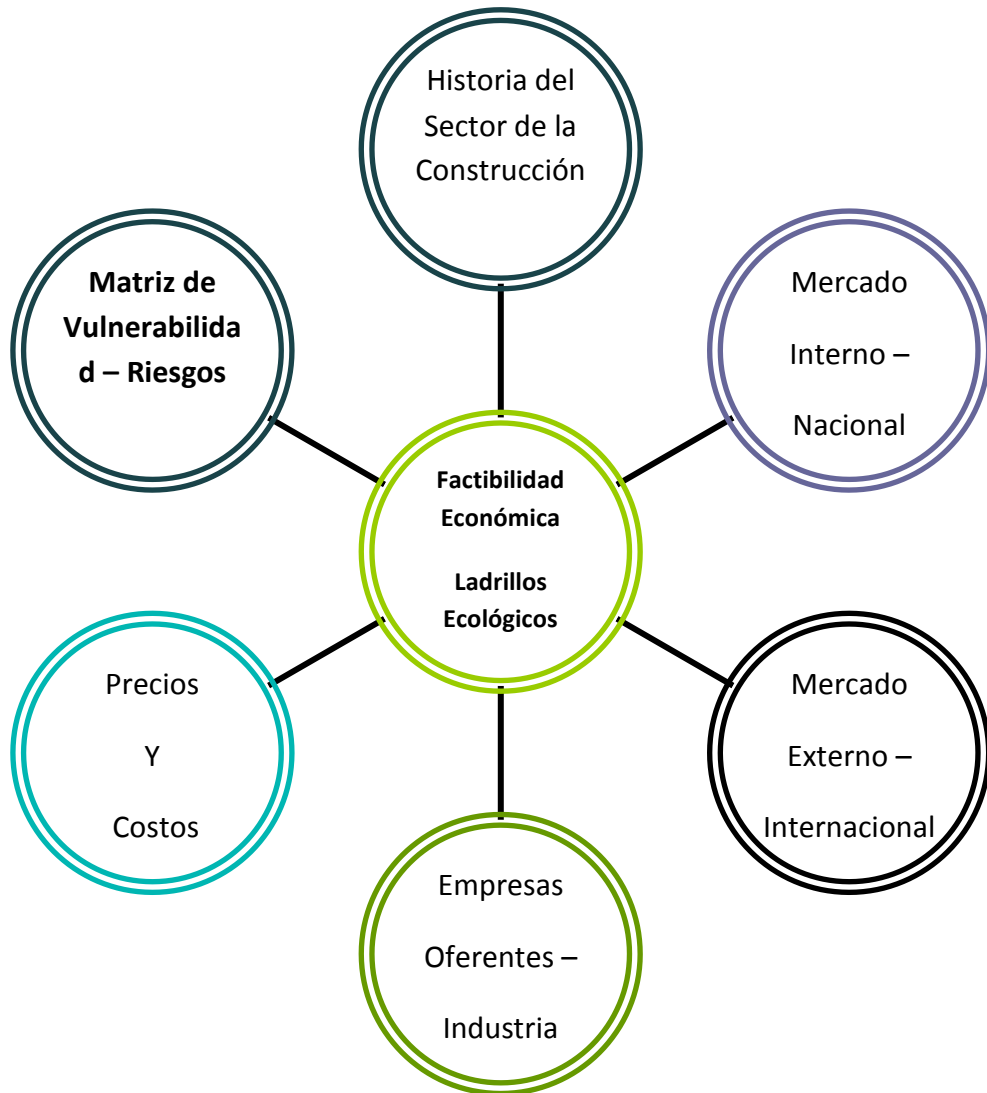 Historia del
Sector de la
Construcción
Mercado
Interno –
Nacional
Mercado
Externo –
Internacional
Empresas
Oferentes –
Industria
Precios
Y
Costos
Matriz de
Vulnerabilida
d – Riesgos
Factibilidad
Económica
Ladrillos
Ecológicos